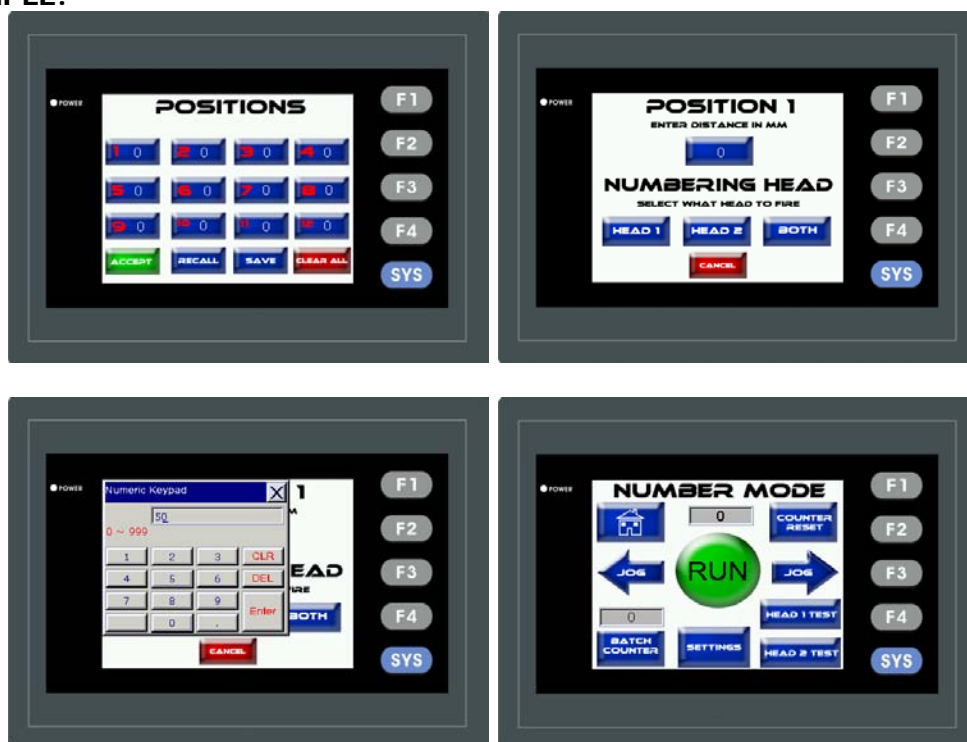 POWER
POSITIONS
1 0 2 0 3 0 4 0
5 0 6 0 7 0 8 0
9 0 10 0 11 0 12 0
ACCEPT RECALL SAVE CLEAR ALL
F1
F2
F3
F4
SYS
POWER
POSITION 1
ENTER DISTANCE IN MM
0
NUMBERING HEAD
SELECT WHAT HEAD TO FIRE
HEAD 1 HEAD 2 BOTH
CANCEL
F1
F2
F3
F4
SYS
POWER
Numeric Keypad X 1
50
0 ~ 999
1 2 3 CLR
4 5 6 DEL
7 8 9 Enter
0 .
EAD
BOTH
CANCEL
F1
F2
F3
F4
SYS
POWER
NUMBER MODE
0
COUNTER
RESET
JOG RUN JOG
0
HEAD 1 TEST
BATCH
COUNTER
SETTINGS
HEAD 2 TEST
F1
F2
F3
F4
SYS